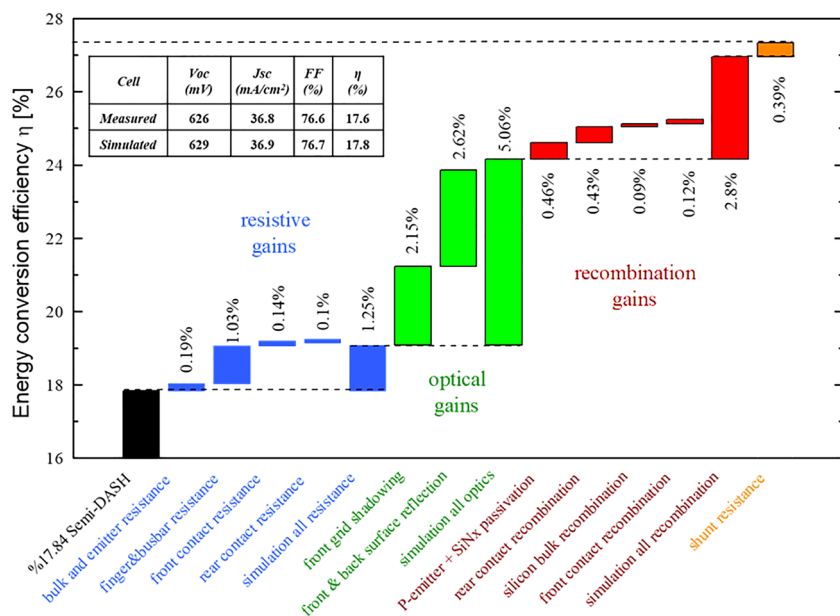 28
26
24
22
20
18
16
Energy conversion efficiency η [%]
Cell Voc (mV) Jsc (mA/cm²) FF (%) η (%)
Measured 626 36.8 76.6 17.6
Simulated 629 36.9 76.7 17.8
resistive
gains
optical
gains
recombination
gains
0.19%
1.03%
0.14%
0.1%
1.25%
2.15%
2.62%
5.06%
0.46%
0.43%
0.09%
0.12%
2.8%
0.39%
%17.84 Semi-DASH
bulk and emitter resistance
finger&busbar resistance
front contact resistance
rear contact resistance
simulation all resistance
front grid shadowing
front & back surface reflection
simulation all optics
P-emitter + SiNx passivation
rear contact recombination
silicon bulk recombination
front contact recombination
simulation all recombination
shunt resistance